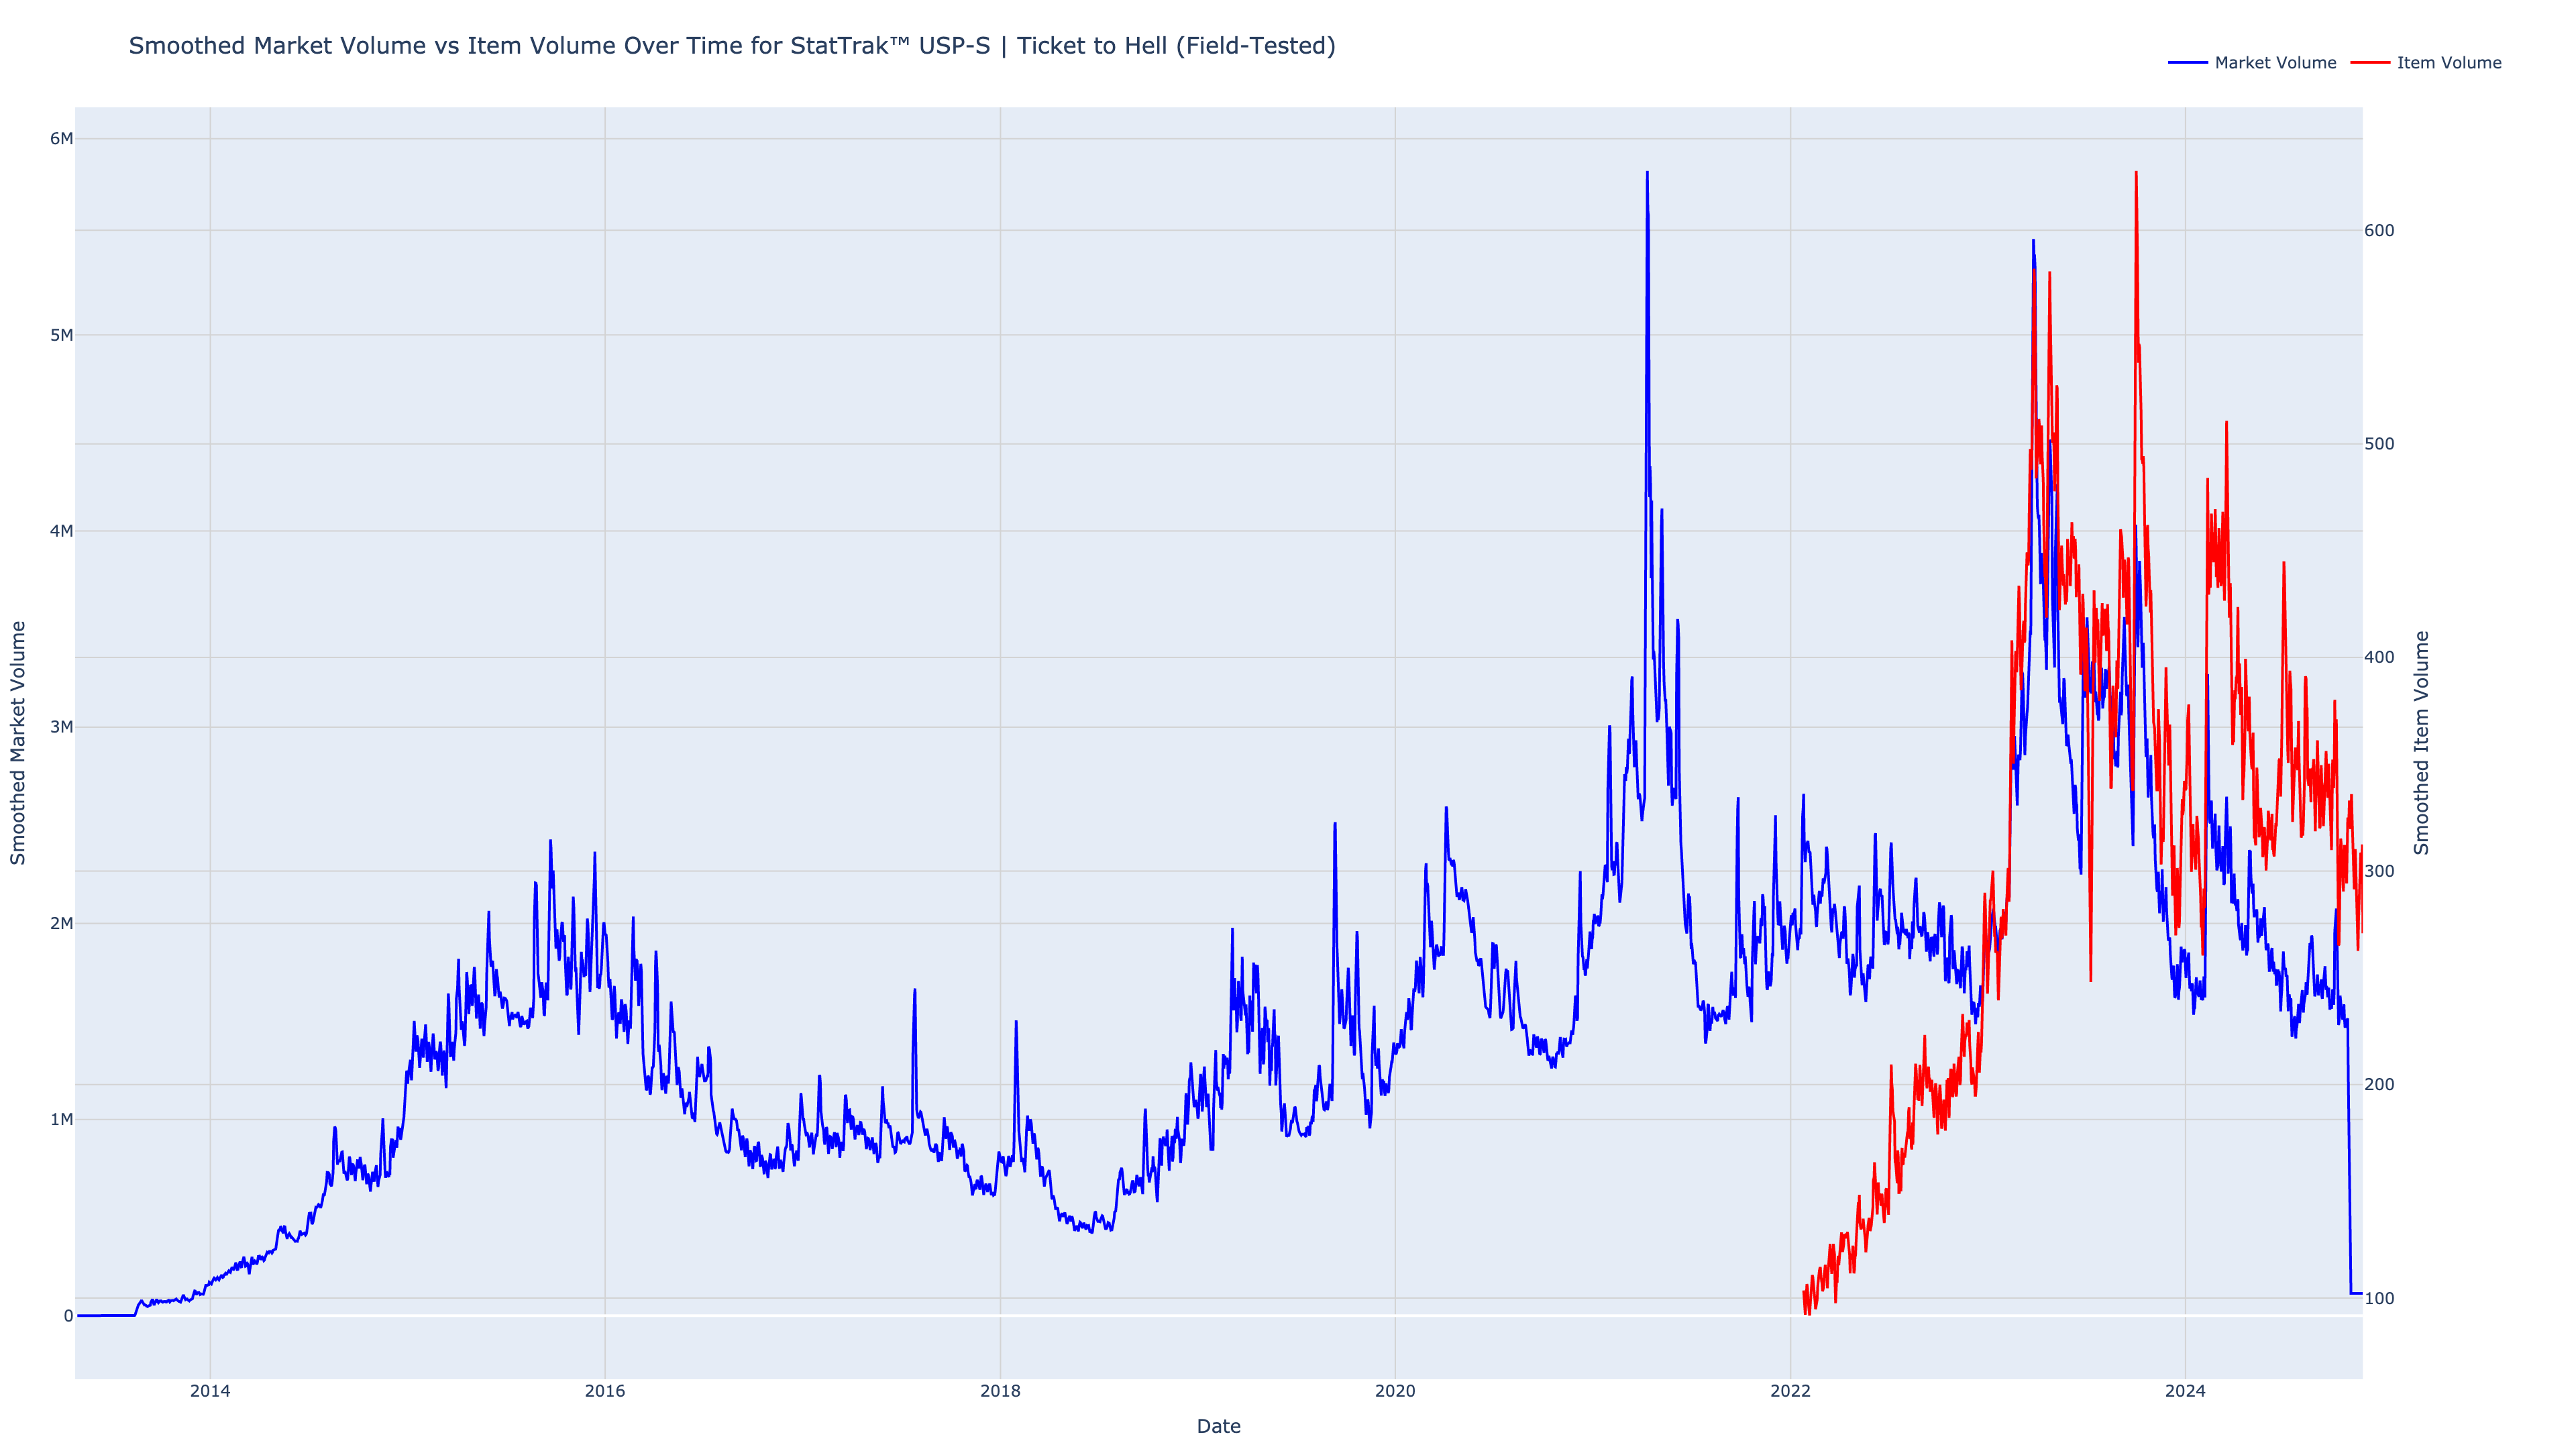 Smoothed Market Volume vs Item Volume Over Time for StatTrak™ USP-S | Ticket to Hell (Field-Tested)
Market Volume
Item Volume
6M
5M
4M
3M
2M
1M
0
Smoothed Market Volume
600
500
400
300
200
100
Smoothed Item Volume
2014
2016
2018
2020
2022
2024
Date